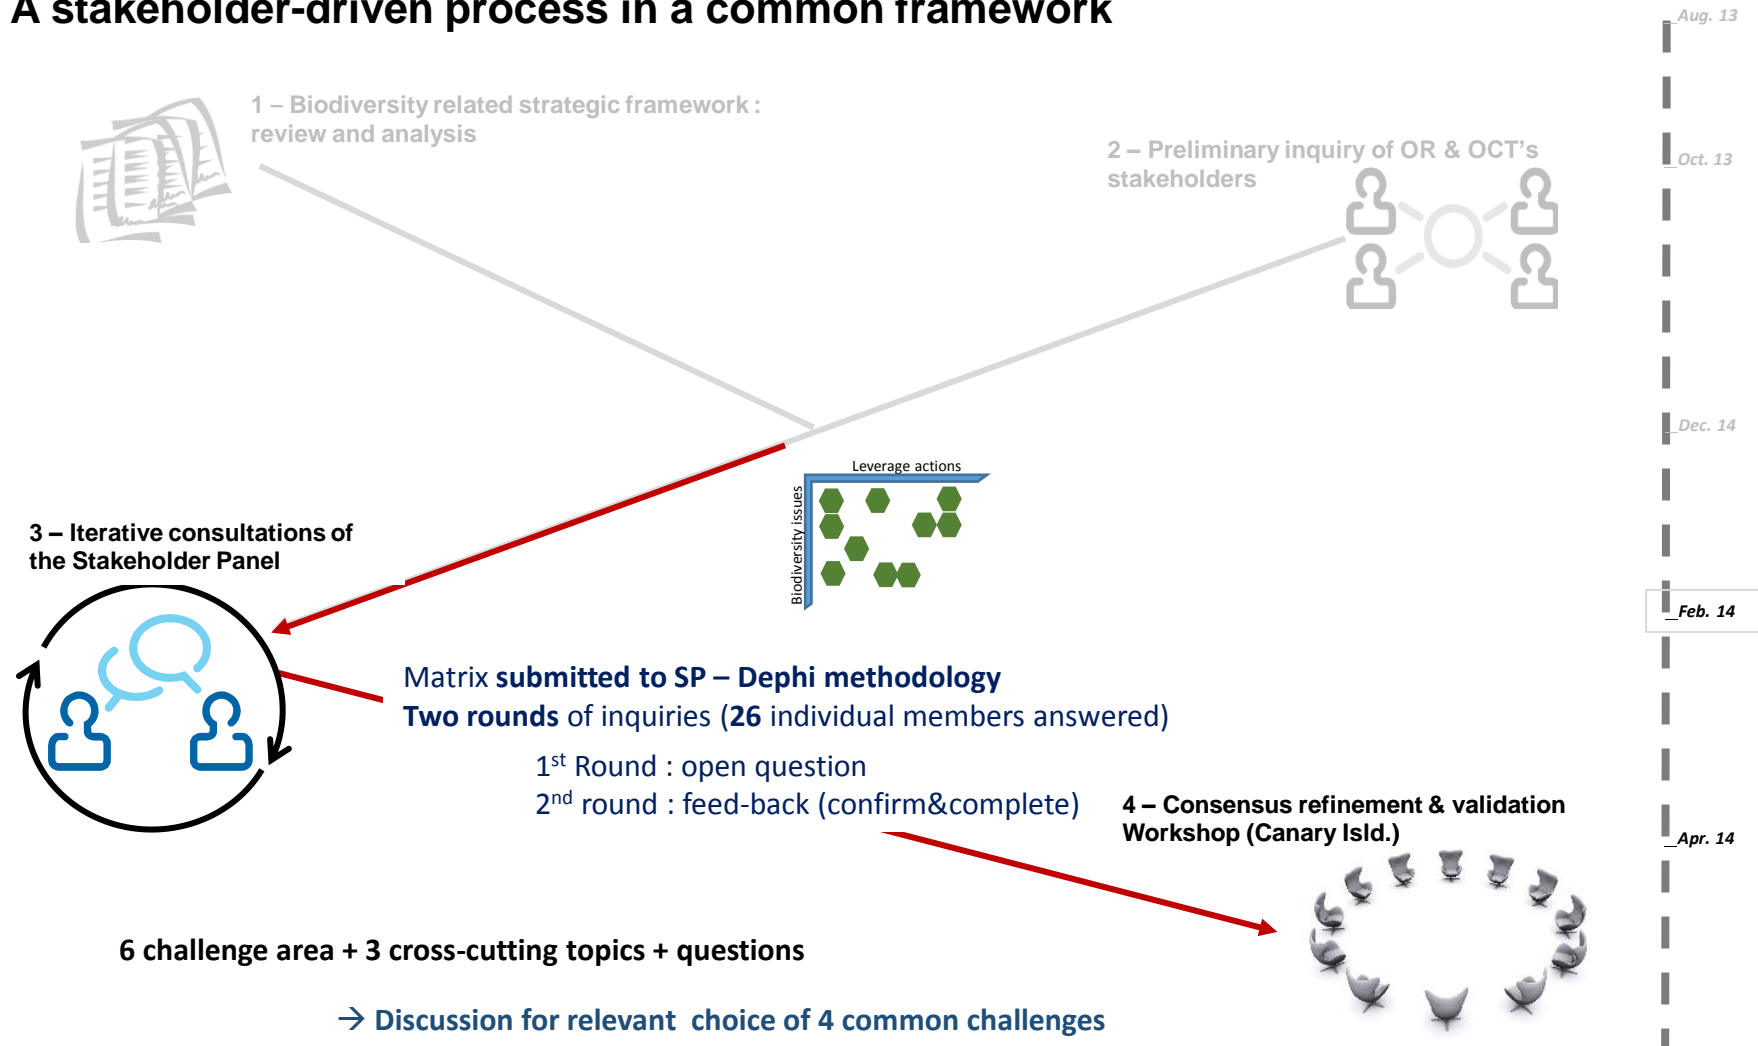 A stakeholder-driven process in a common framework
Aug. 13
1 – Biodiversity related strategic framework :
review and analysis
2 – Preliminary inquiry of OR & OCT's
stakeholders
Oct. 13
Dec. 14
Leverage actions
Biodiversity issues
3 – Iterative consultations of
the Stakeholder Panel
Feb. 14
Matrix submitted to SP – Dephi methodology
Two rounds of inquiries (26 individual members answered)
1st Round : open question
2nd round : feed-back (confirm&complete)
4 – Consensus refinement & validation
Workshop (Canary Isld.)
Apr. 14
6 challenge area + 3 cross-cutting topics + questions
→ Discussion for relevant choice of 4 common challenges